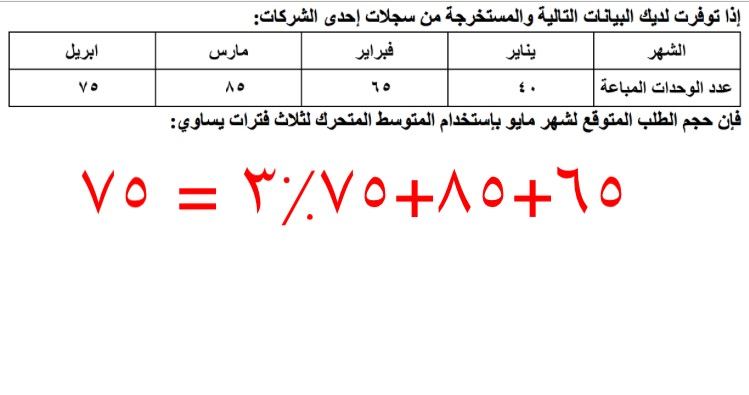 إذا توفرت لديك البيانات التالية والمستخرجة من سجلات إحدى الشركات:
الشهر يناير فبراير مارس ابريل
عدد الوحدات المباعة ٤٠ ٦٥ ٨٥ ٧٥
فإن حجم الطلب المتوقع لشهر مايو بإستخدام المتوسط المتحرك لثلاث فترات يساوي:
٦٥+٨٥+٧٥٪٣ = ٧٥